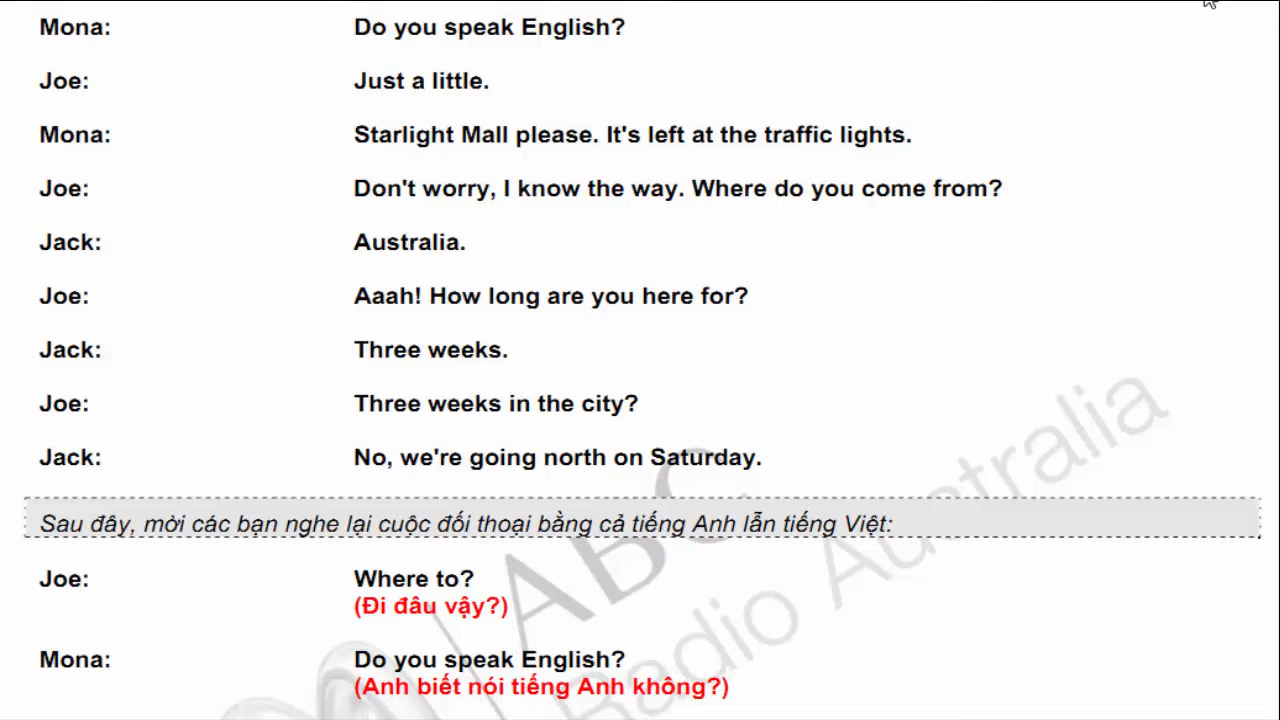 Mona: Do you speak English?
Joe: Just a little.
Mona: Starlight Mall please. It's left at the traffic lights.
Joe: Don't worry, I know the way. Where do you come from?
Jack: Australia.
Joe: Aaah! How long are you here for?
Jack: Three weeks.
Joe: Three weeks in the city?
Jack: No, we're going north on Saturday.
Sau đây, mời các bạn nghe lại cuộc đối thoại bằng cả tiếng Anh lẫn tiếng Việt:
Joe: Where to?
(Đi đâu vậy?)
Mona: Do you speak English?
(Anh biết nói tiếng Anh không?)
ABC
Radio Australia